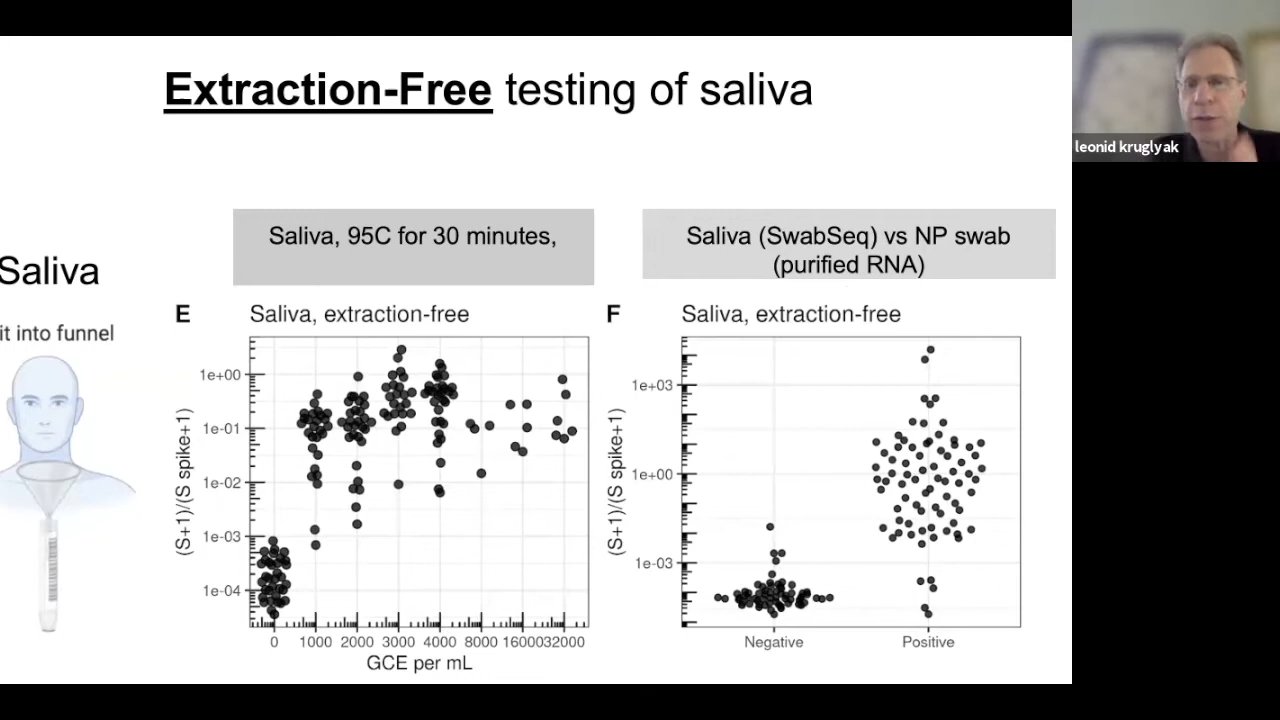 Extraction-Free testing of saliva
leonid kruglyak
Saliva, 95C for 30 minutes,
Saliva (SwabSeq) vs NP swab
(purified RNA)
Saliva
it into funnel
E
Saliva, extraction-free
(S+1)/(S spike+1)
1e+00
1e-01
1e-02
1e-03
1e-04
0 1000 2000 3000 4000 8000 16000 32000
GCE per mL
F
Saliva, extraction-free
(S+1)/(S spike+1)
1e+03
1e+00
1e-03
Negative Positive